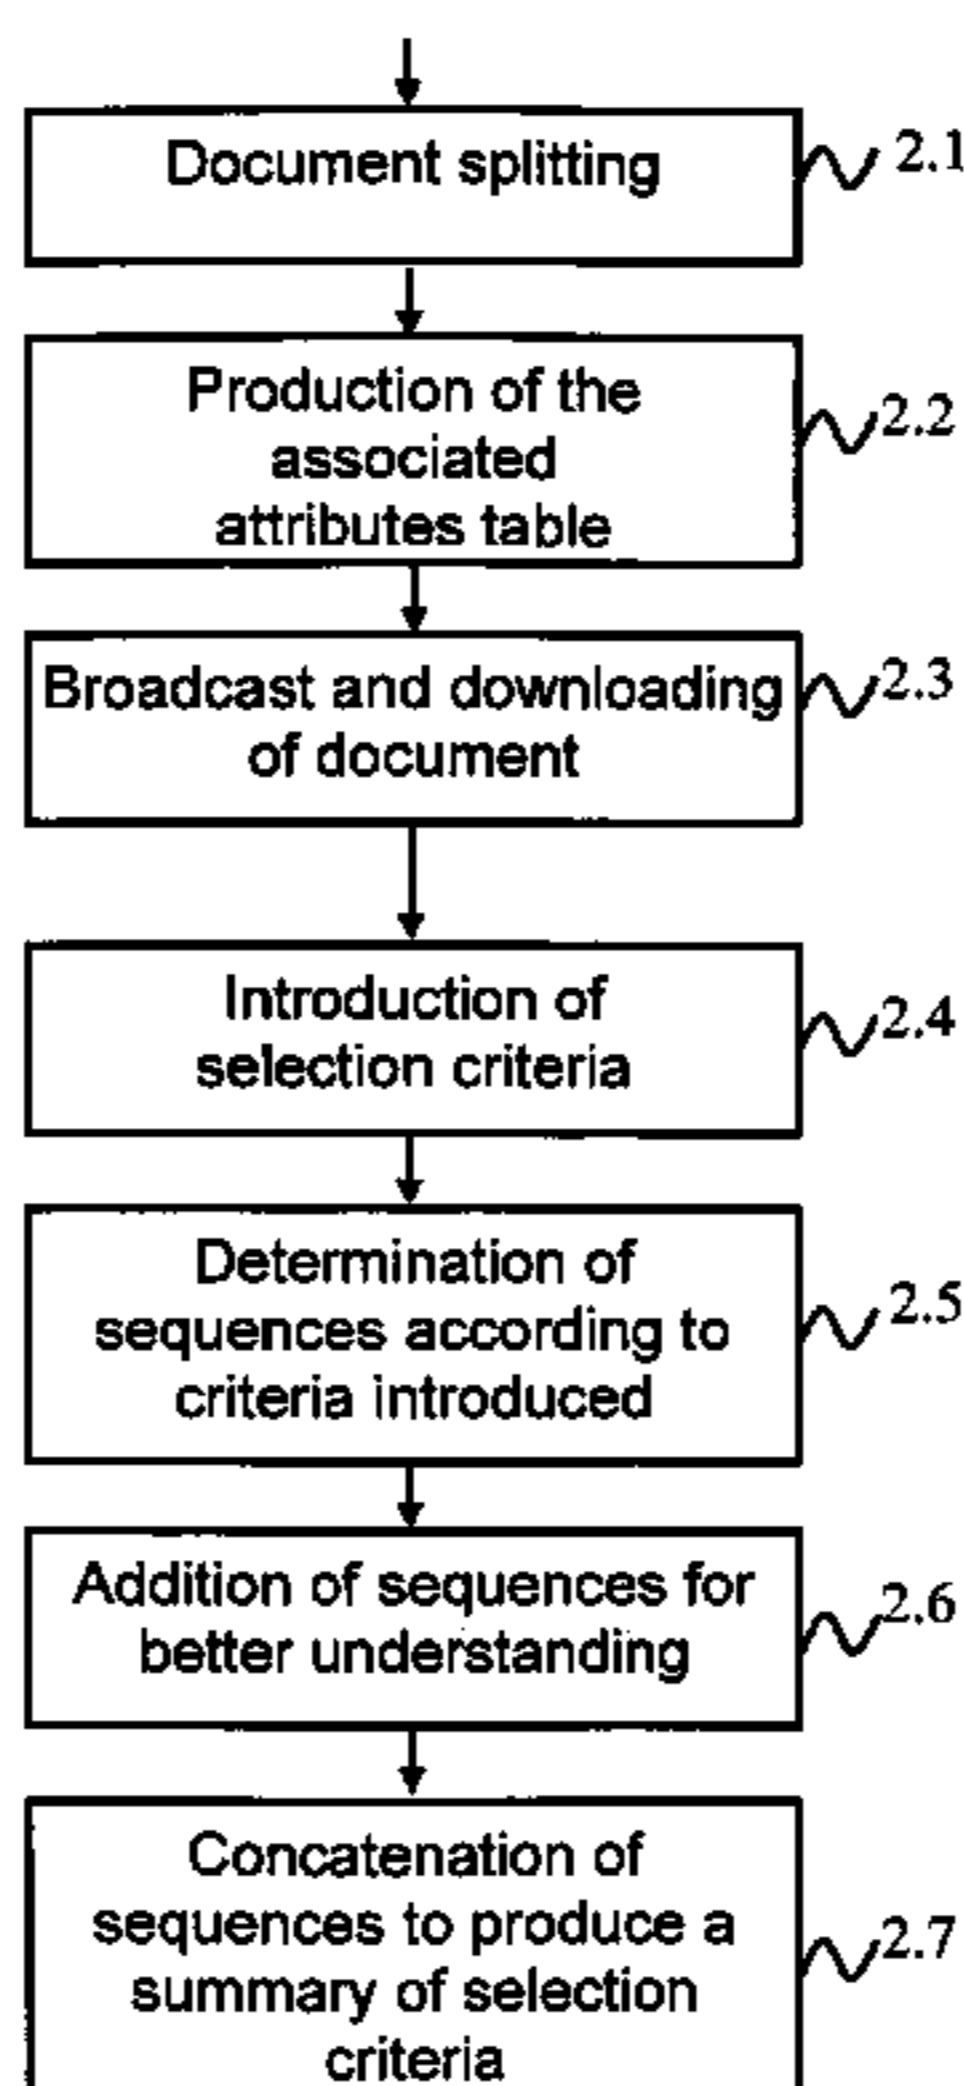 Document splitting
2.1
Production of the
associated
attributes table
2.2
Broadcast and downloading
of document
2.3
Introduction of
selection criteria
2.4
Determination of
sequences according to
criteria introduced
2.5
Addition of sequences for
better understanding
2.6
Concatenation of
sequences to produce a
summary of selection
criteria
2.7